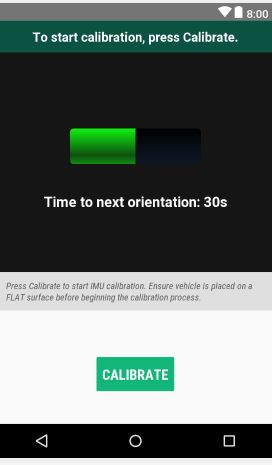 8:00
To start calibration, press Calibrate.
Time to next orientation: 30s
Press Calibrate to start IMU calibration. Ensure vehicle is placed on a
FLAT surface before beginning the calibration process.
CALIBRATE